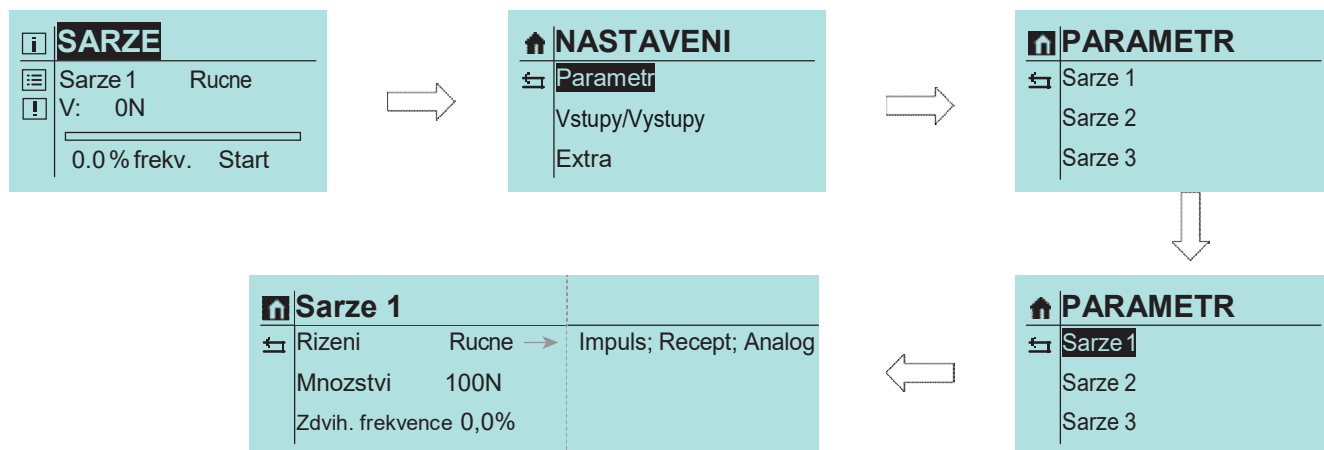 SARZE
Sarze 1 Rucne
V: 0N
0.0 % frekv. Start
NASTAVENI
Parametr
Vstupy/Vystupy
Extra
PARAMETR
Sarze 1
Sarze 2
Sarze 3
Sarze 1
Rizeni Rucne Impuls; Recept; Analog
Mnozstvi 100N
Zdvih. frekvence 0,0%
PARAMETR
Sarze 1
Sarze 2
Sarze 3